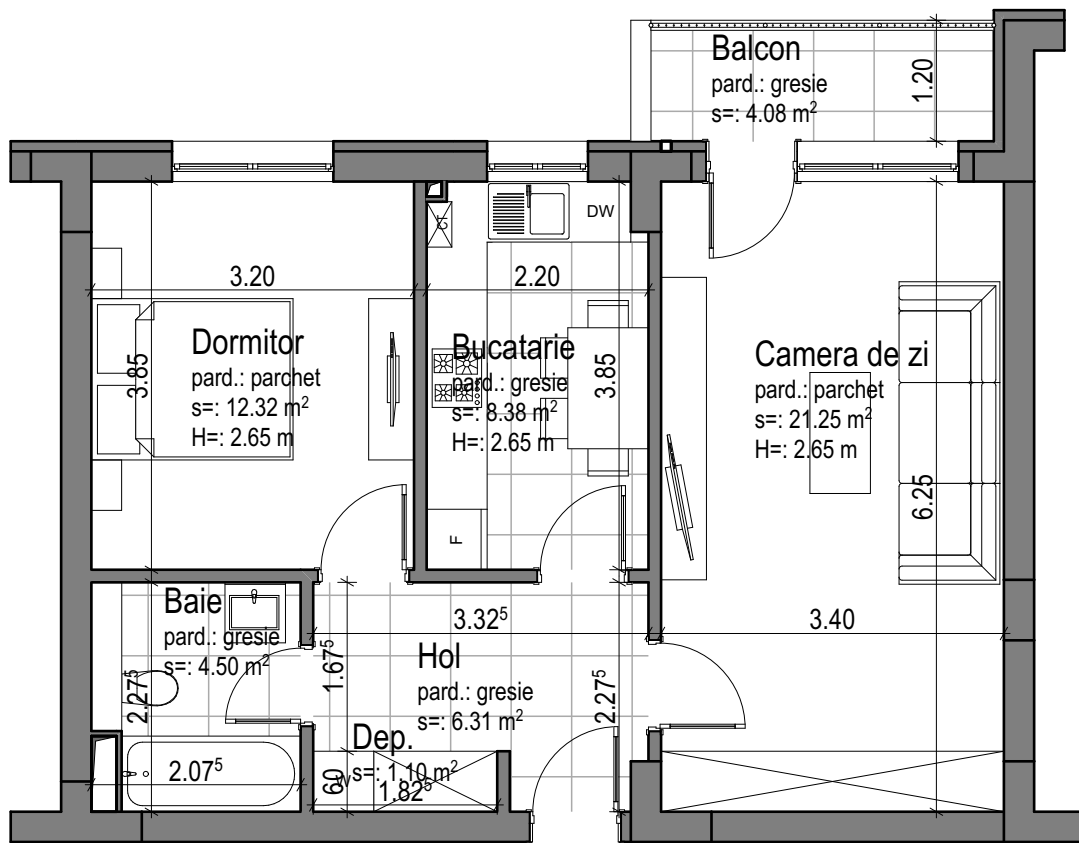 Balcon
pard.: gresie
s=: 4.08 m²
1.20
DW
CT
3.20
2.20
Dormitor
pard.: parchet
s=: 12.32 m²
H=: 2.65 m
3.85
Bucatarie
pard.: gresie
s=: 8.38 m²
H=: 2.65 m
3.85
Camera de zi
pard.: parchet
s=: 21.25 m²
H=: 2.65 m
6.25
F
Baie
pard.: gresie
s=: 4.50 m²
2.27⁵
3.32⁵
3.40
1.67⁵
Hol
pard.: gresie
s=: 6.31 m²
2.27⁵
Dep.
s=: 1.10 m²
2.07⁵
60
W
1.82⁵